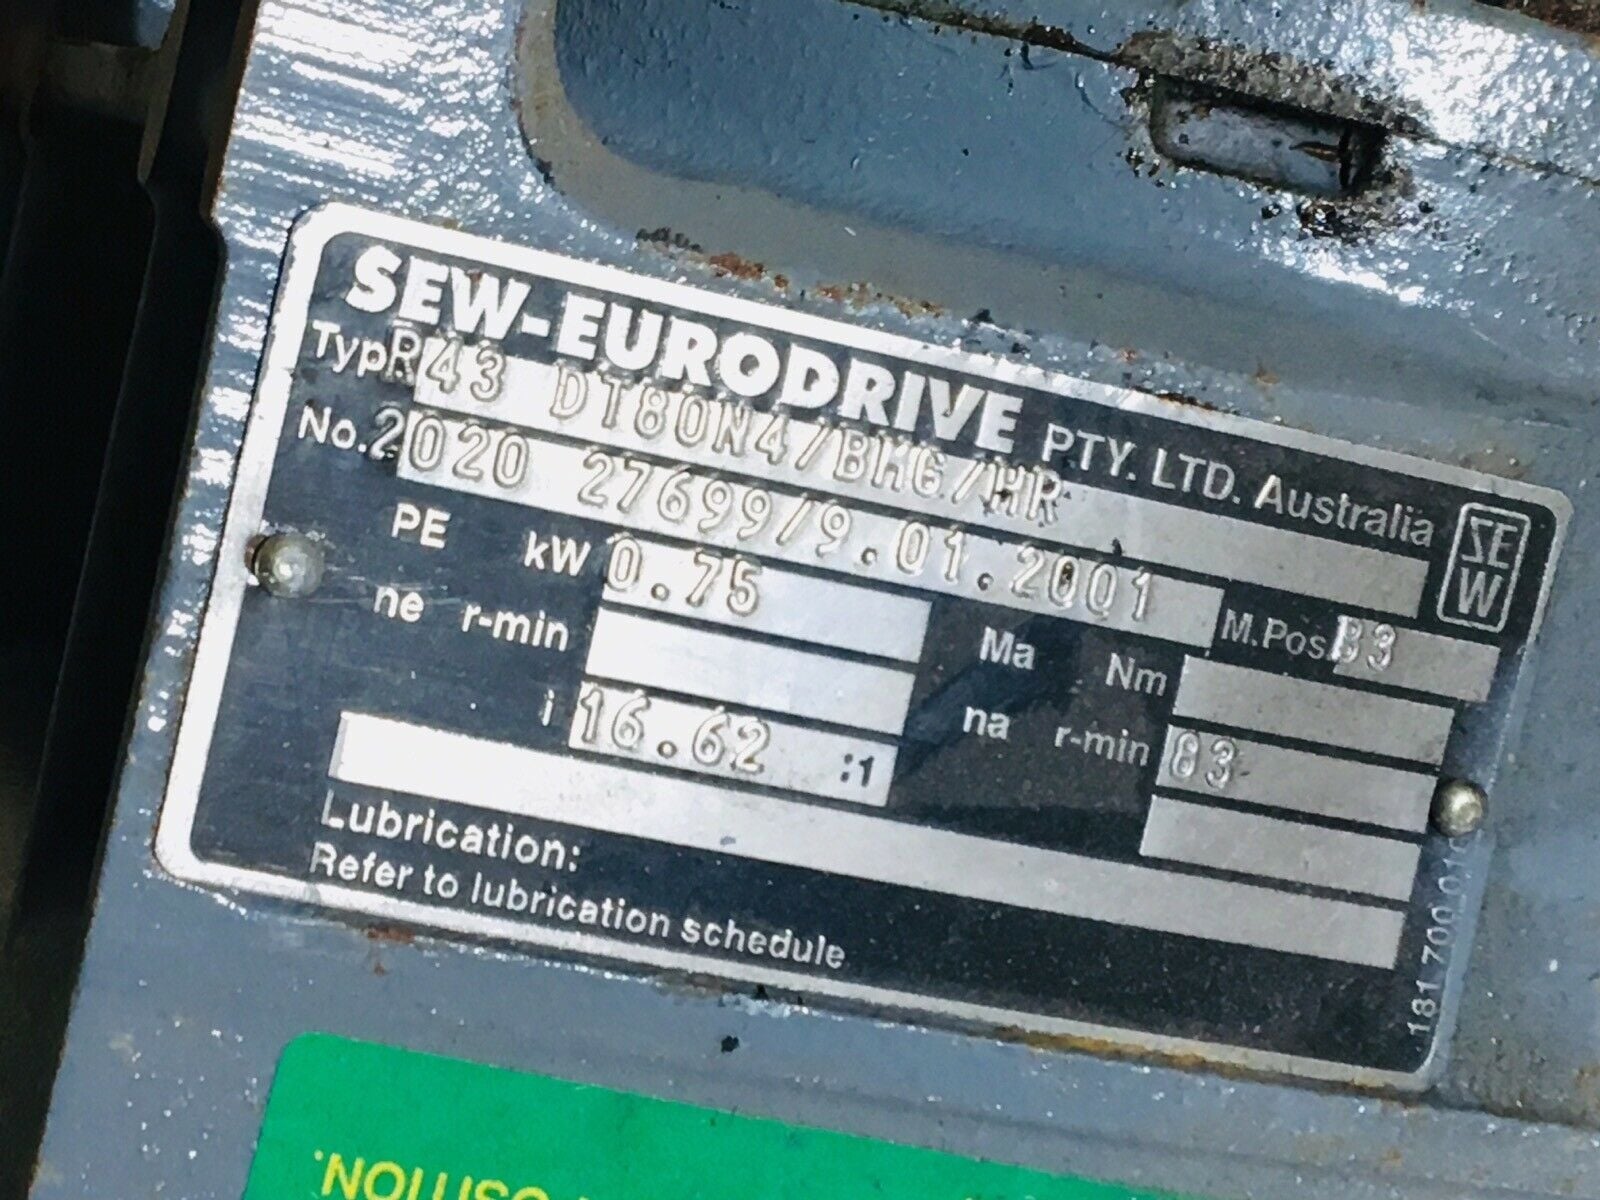 SEW-EURODRIVE PTY. LTD. Australia
SEW
Typ R43 DT80N4/BMG/HR
No. 2020 27699/9.01.2001 M.Pos. B3
PE kW 0.75 Ma Nm
ne r-min na r-min 83
i 16.62 :1
Lubrication:
Refer to lubrication schedule
181 700 0